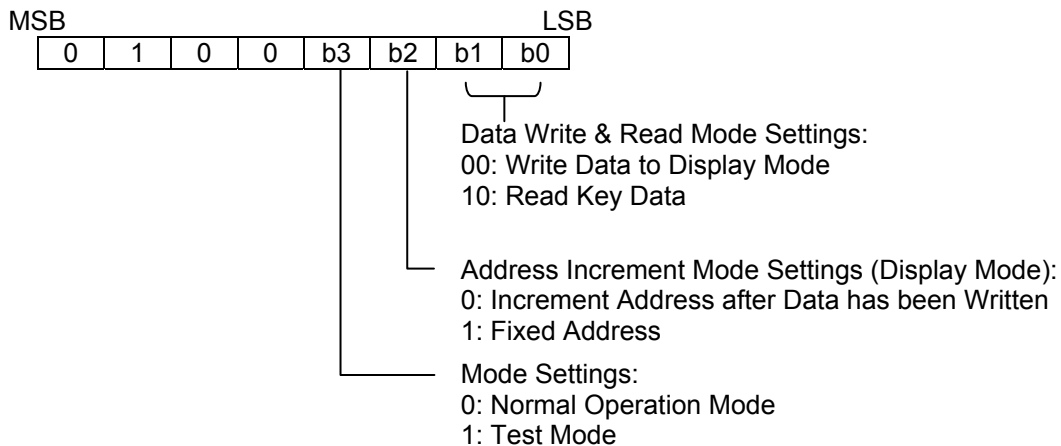 MSB LSB
0 1 0 0 b3 b2 b1 b0
Data Write & Read Mode Settings:
00: Write Data to Display Mode
10: Read Key Data
Address Increment Mode Settings (Display Mode):
0: Increment Address after Data has been Written
1: Fixed Address
Mode Settings:
0: Normal Operation Mode
1: Test Mode